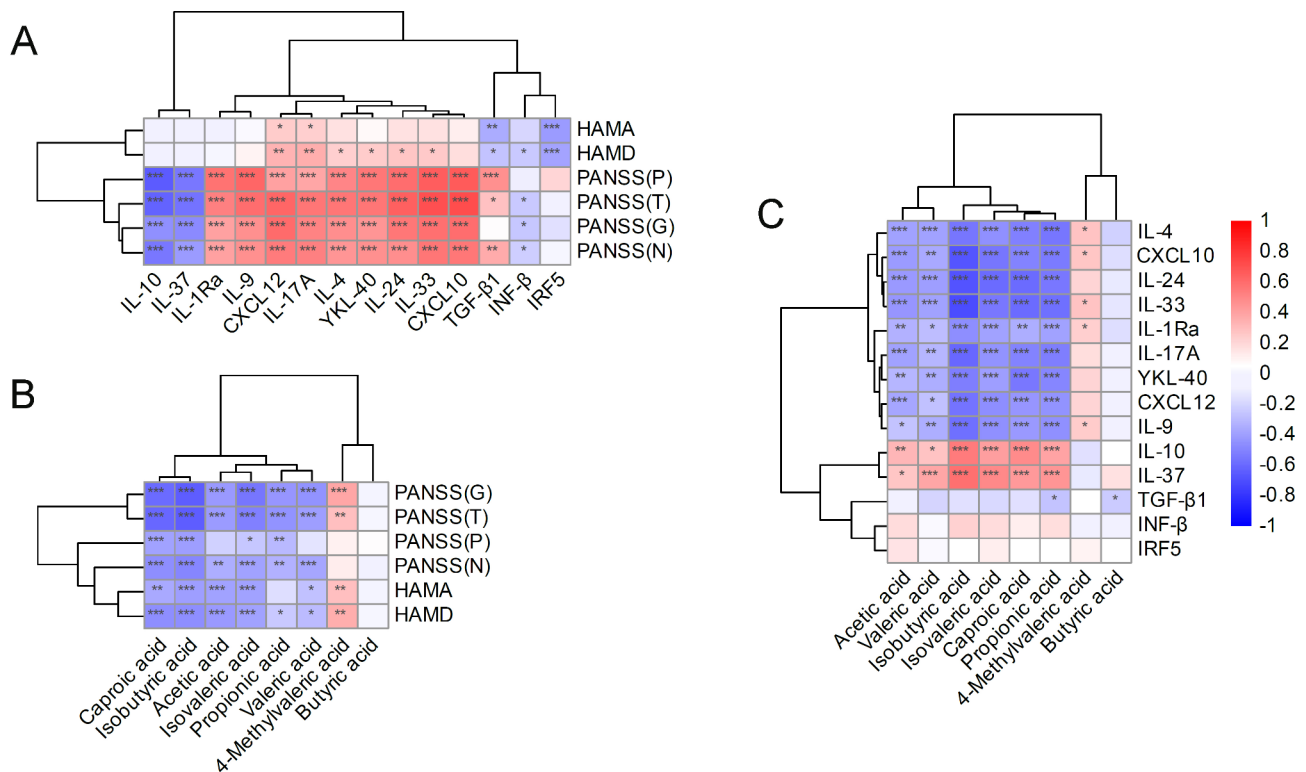 A
* * ** *** HAMA
** ** * * * * * * *** HAMD
*** *** *** *** *** *** *** *** *** *** *** *** PANSS(P)
*** *** *** *** *** *** *** *** *** *** *** * * PANSS(T)
*** *** *** *** *** *** *** *** *** *** *** * PANSS(G)
*** *** *** *** *** *** *** *** *** *** *** ** * PANSS(N)
IL-10 IL-37 IL-1Ra IL-9 CXCL12 IL-17A IL-4 YKL-40 IL-24 IL-33 CXCL10 TGF-β1 INF-β IRF5
B
*** *** *** *** *** *** *** PANSS(G)
*** *** *** *** *** *** ** PANSS(T)
*** *** * ** PANSS(P)
*** *** ** *** ** *** PANSS(N)
** *** *** *** * ** HAMA
*** *** *** *** * * ** HAMD
Caproic acid Isobutyric acid Acetic acid Isovaleric acid Propionic acid Valeric acid 4-Methylvaleric acid Butyric acid
C
*** *** *** *** *** *** * IL-4
*** ** *** *** *** *** * CXCL10
*** *** *** *** *** *** IL-24
*** *** *** *** *** *** * IL-33
** * *** *** ** *** * IL-1Ra
*** ** *** *** *** *** IL-17A
** ** *** *** *** *** YKL-40
*** * *** *** *** *** CXCL12
* ** *** *** *** *** * IL-9
** * *** *** *** *** IL-10
* *** *** *** *** *** IL-37
* * TGF-β1
INF-β
IRF5
Acetic acid Valeric acid Isobutyric acid Isovaleric acid Caproic acid Propionic acid 4-Methylvaleric acid Butyric acid
1
0.8
0.6
0.4
0.2
0
-0.2
-0.4
-0.6
-0.8
-1